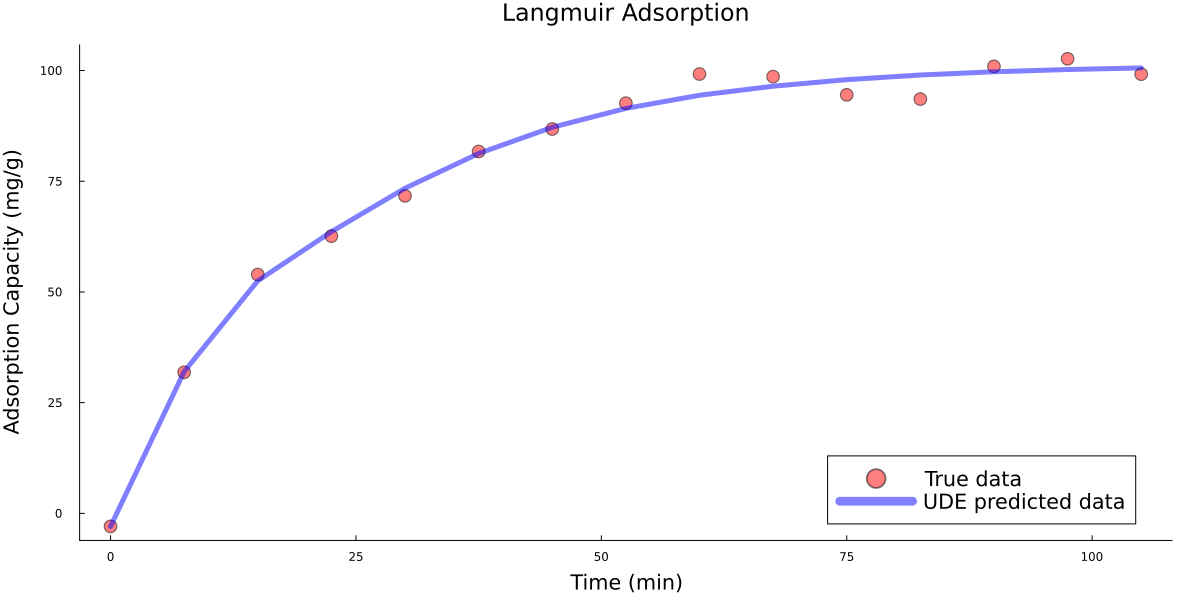 Langmuir Adsorption
Adsorption Capacity (mg/g)
100
75
50
25
0
True data
UDE predicted data
0 25 50 75 100
Time (min)